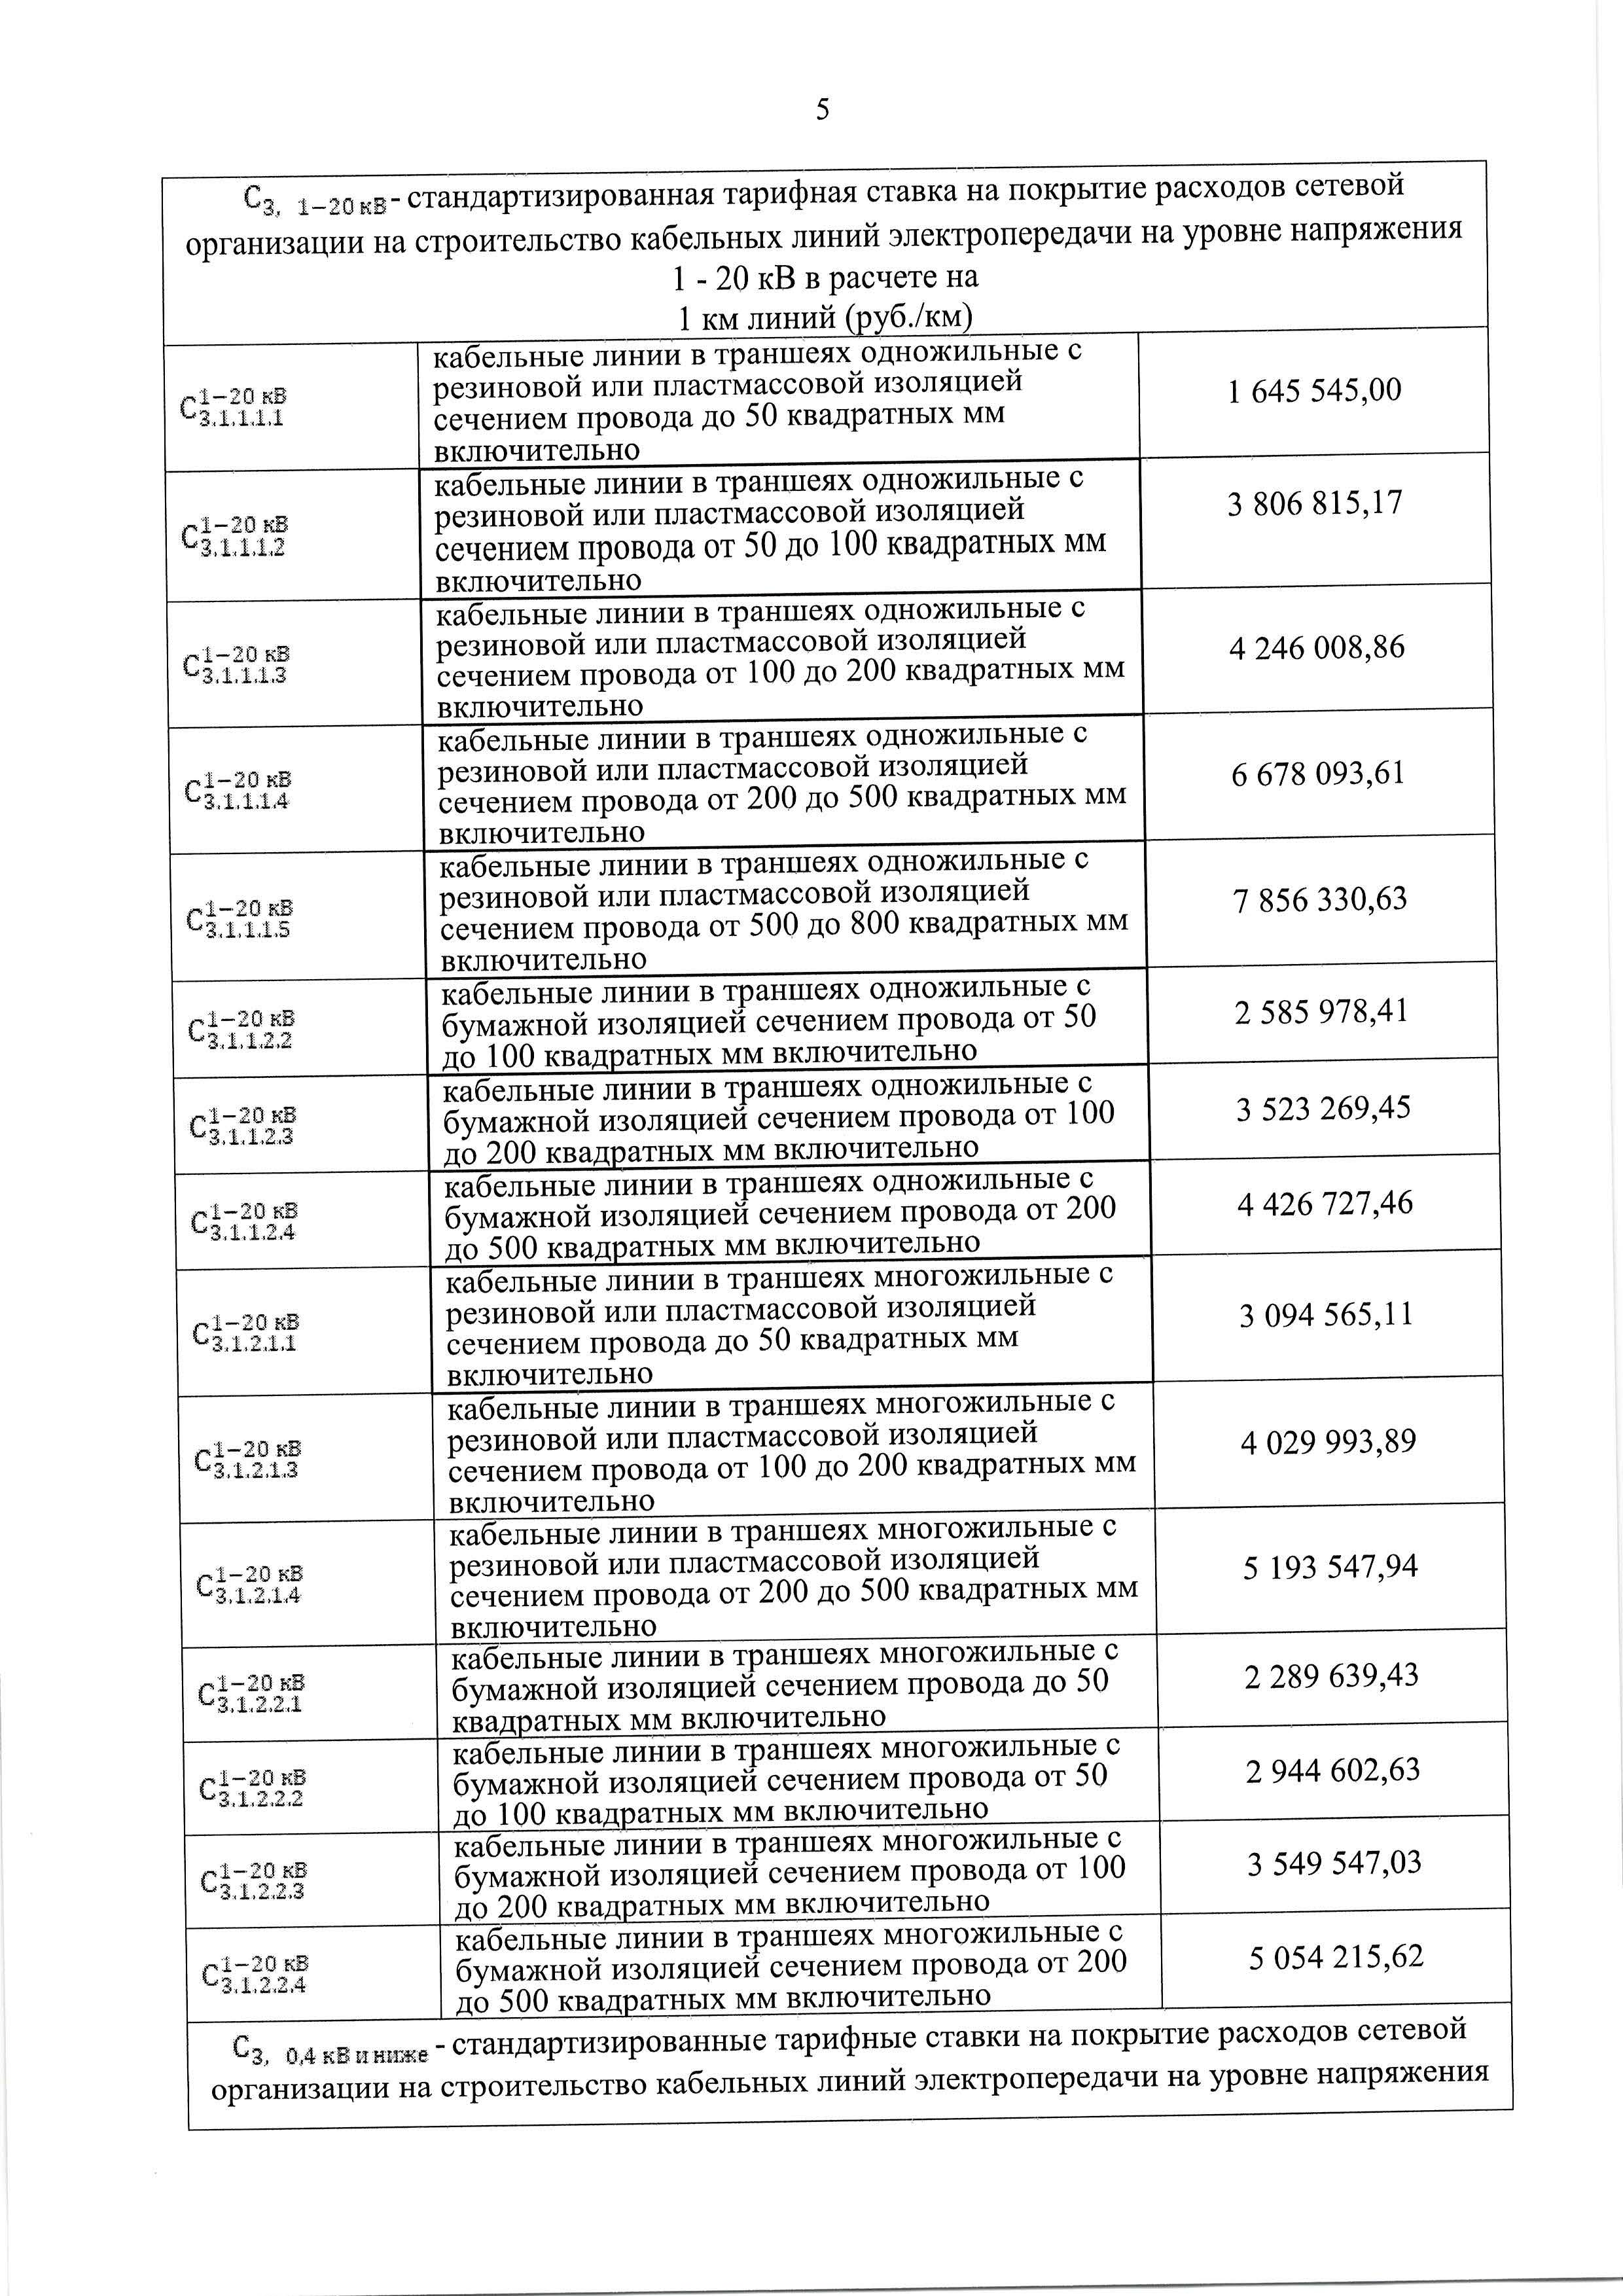 5
C3, 1–20 кВ - стандартизированная тарифная ставка на покрытие расходов сетевой
организации на строительство кабельных линий электропередачи на уровне напряжения
1 - 20 кВ в расчете на
1 км линий (руб./км)
C 1–20 кВ 3.1.1.1.1
кабельные линии в траншеях одножильные с
резиновой или пластмассовой изоляцией
сечением провода до 50 квадратных мм
включительно
1 645 545,00
C 1–20 кВ 3.1.1.1.2
кабельные линии в траншеях одножильные с
резиновой или пластмассовой изоляцией
сечением провода от 50 до 100 квадратных мм
включительно
3 806 815,17
C 1–20 кВ 3.1.1.1.3
кабельные линии в траншеях одножильные с
резиновой или пластмассовой изоляцией
сечением провода от 100 до 200 квадратных мм
включительно
4 246 008,86
C 1–20 кВ 3.1.1.1.4
кабельные линии в траншеях одножильные с
резиновой или пластмассовой изоляцией
сечением провода от 200 до 500 квадратных мм
включительно
6 678 093,61
C 1–20 кВ 3.1.1.1.5
кабельные линии в траншеях одножильные с
резиновой или пластмассовой изоляцией
сечением провода от 500 до 800 квадратных мм
включительно
7 856 330,63
C 1–20 кВ 3.1.1.2.2
кабельные линии в траншеях одножильные с
бумажной изоляцией сечением провода от 50
до 100 квадратных мм включительно
2 585 978,41
C 1–20 кВ 3.1.1.2.3
кабельные линии в траншеях одножильные с
бумажной изоляцией сечением провода от 100
до 200 квадратных мм включительно
3 523 269,45
C 1–20 кВ 3.1.1.2.4
кабельные линии в траншеях одножильные с
бумажной изоляцией сечением провода от 200
до 500 квадратных мм включительно
4 426 727,46
C 1–20 кВ 3.1.2.1.1
кабельные линии в траншеях многожильные с
резиновой или пластмассовой изоляцией
сечением провода до 50 квадратных мм
включительно
3 094 565,11
C 1–20 кВ 3.1.2.1.3
кабельные линии в траншеях многожильные с
резиновой или пластмассовой изоляцией
сечением провода от 100 до 200 квадратных мм
включительно
4 029 993,89
C 1–20 кВ 3.1.2.1.4
кабельные линии в траншеях многожильные с
резиновой или пластмассовой изоляцией
сечением провода от 200 до 500 квадратных мм
включительно
5 193 547,94
C 1–20 кВ 3.1.2.2.1
кабельные линии в траншеях многожильные с
бумажной изоляцией сечением провода до 50
квадратных мм включительно
2 289 639,43
C 1–20 кВ 3.1.2.2.2
кабельные линии в траншеях многожильные с
бумажной изоляцией сечением провода от 50
до 100 квадратных мм включительно
2 944 602,63
C 1–20 кВ 3.1.2.2.3
кабельные линии в траншеях многожильные с
бумажной изоляцией сечением провода от 100
до 200 квадратных мм включительно
3 549 547,03
C 1–20 кВ 3.1.2.2.4
кабельные линии в траншеях многожильные с
бумажной изоляцией сечением провода от 200
до 500 квадратных мм включительно
5 054 215,62
C3, 0,4 кВ и ниже - стандартизированные тарифные ставки на покрытие расходов сетевой
организации на строительство кабельных линий электропередачи на уровне напряжения